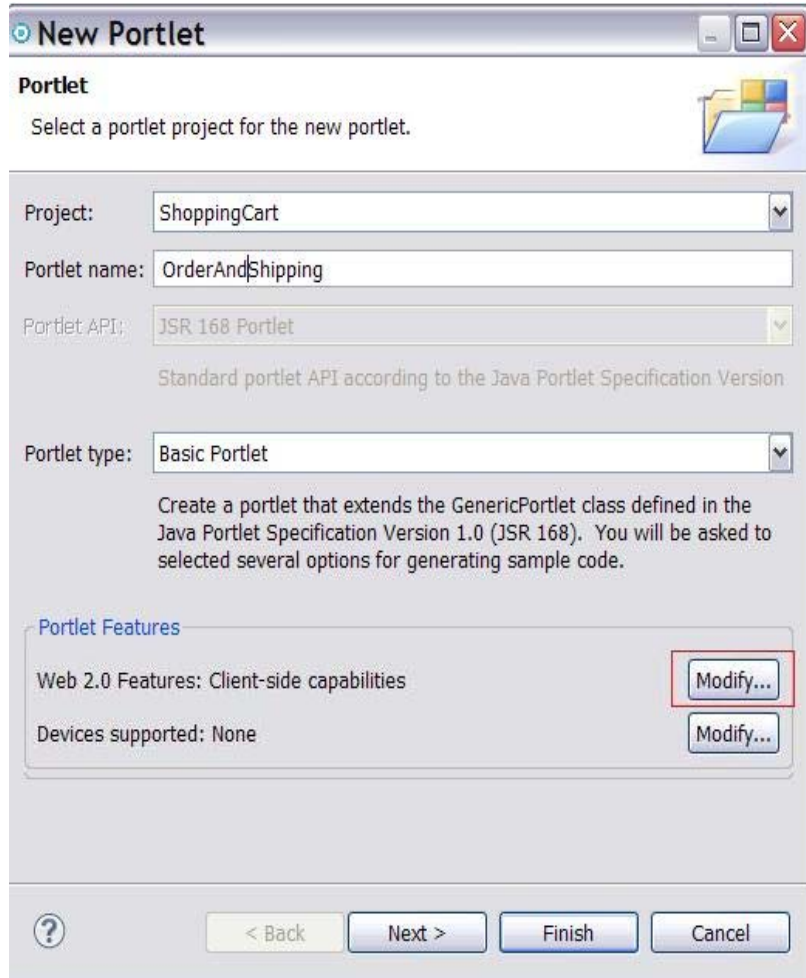 New Portlet
Portlet
Select a portlet project for the new portlet.
Project: ShoppingCart
Portlet name: OrderAndShipping
Portlet API: JSR 168 Portlet
Standard portlet API according to the Java Portlet Specification Version
Portlet type: Basic Portlet
Create a portlet that extends the GenericPortlet class defined in the
Java Portlet Specification Version 1.0 (JSR 168). You will be asked to
selected several options for generating sample code.
Portlet Features
Web 2.0 Features: Client-side capabilities Modify...
Devices supported: None Modify...
? < Back Next > Finish Cancel